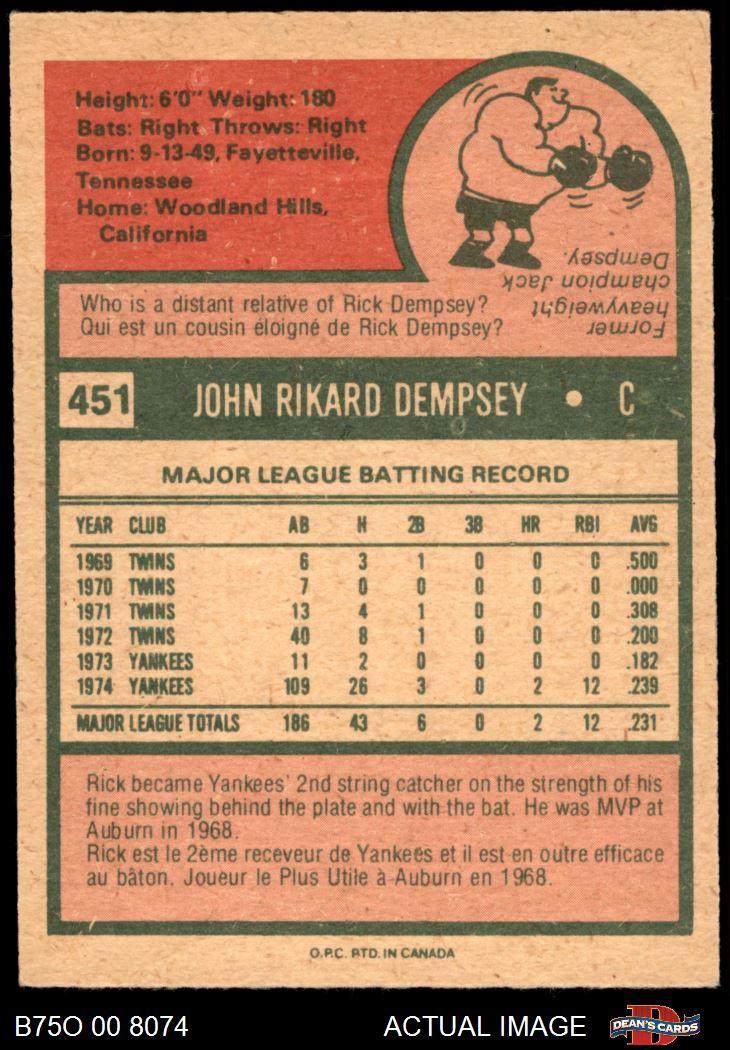 Height: 6'0" Weight: 180
Bats: Right Throws: Right
Born: 9-13-49, Fayetteville,
Tennessee
Home: Woodland Hills,
California
Who is a distant relative of Rick Dempsey?
Qui est un cousin éloigné de Rick Dempsey?
Former
heavyweight
champion Jack
Dempsey.
451 JOHN RIKARD DEMPSEY • C
MAJOR LEAGUE BATTING RECORD
YEAR CLUB AB H 2B 3B HR RBI AVG
1969 TWINS 6 3 1 0 0 0 .500
1970 TWINS 7 0 0 0 0 0 .000
1971 TWINS 13 4 1 0 0 0 .308
1972 TWINS 40 8 1 0 0 0 .200
1973 YANKEES 11 2 0 0 0 0 .182
1974 YANKEES 109 26 3 0 2 12 .239
MAJOR LEAGUE TOTALS 186 43 6 0 2 12 .231
Rick became Yankees' 2nd string catcher on the strength of his
fine showing behind the plate and with the bat. He was MVP at
Auburn in 1968.
Rick est le 2ème receveur de Yankees et il est en outre efficace
au bâton. Joueur le Plus Utile à Auburn en 1968.
O.P.C. PTD. IN CANADA
B75O 00 8074 ACTUAL IMAGE DEAN'S CARDS